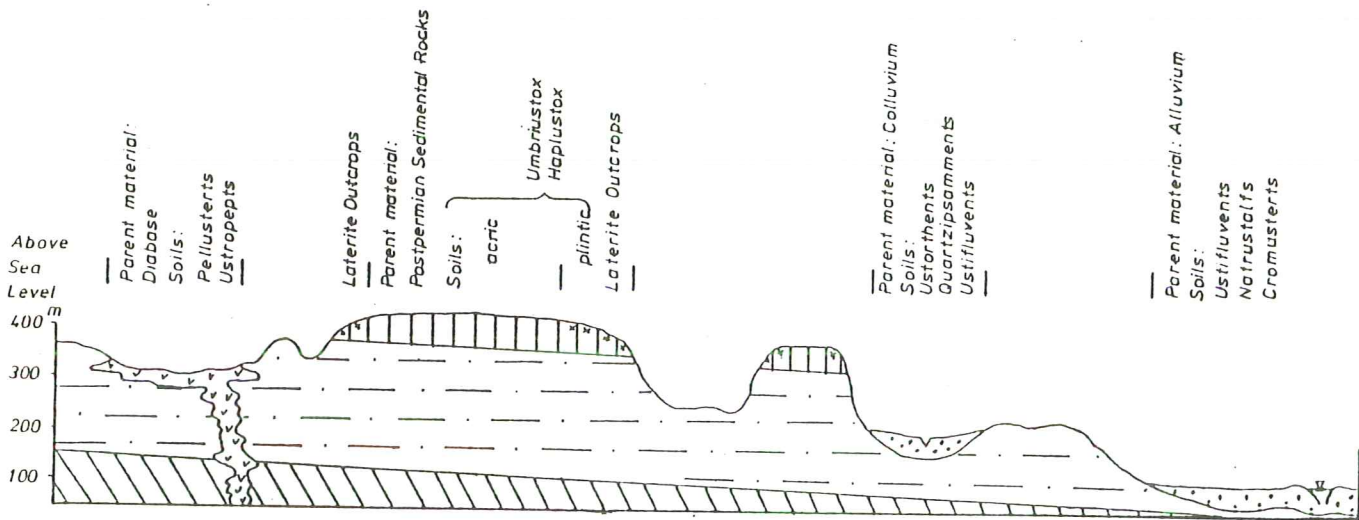 Above
Sea
Level
m
400
300
200
100
Parent material:
Diabase
Soils:
Pellusterts
Ustropepts
Laterite Outcrops
Parent material:
Postpermian Sedimental Rocks
Soils:
acric
Umbriustox
Haplustox
plintic
Laterite Outcrops
Parent material: Colluvium
Soils:
Ustorthents
Quartzipsamments
Ustifluvents
Parent material: Alluvium
Soils:
Ustifluvents
Natrustalfs
Cromusterts